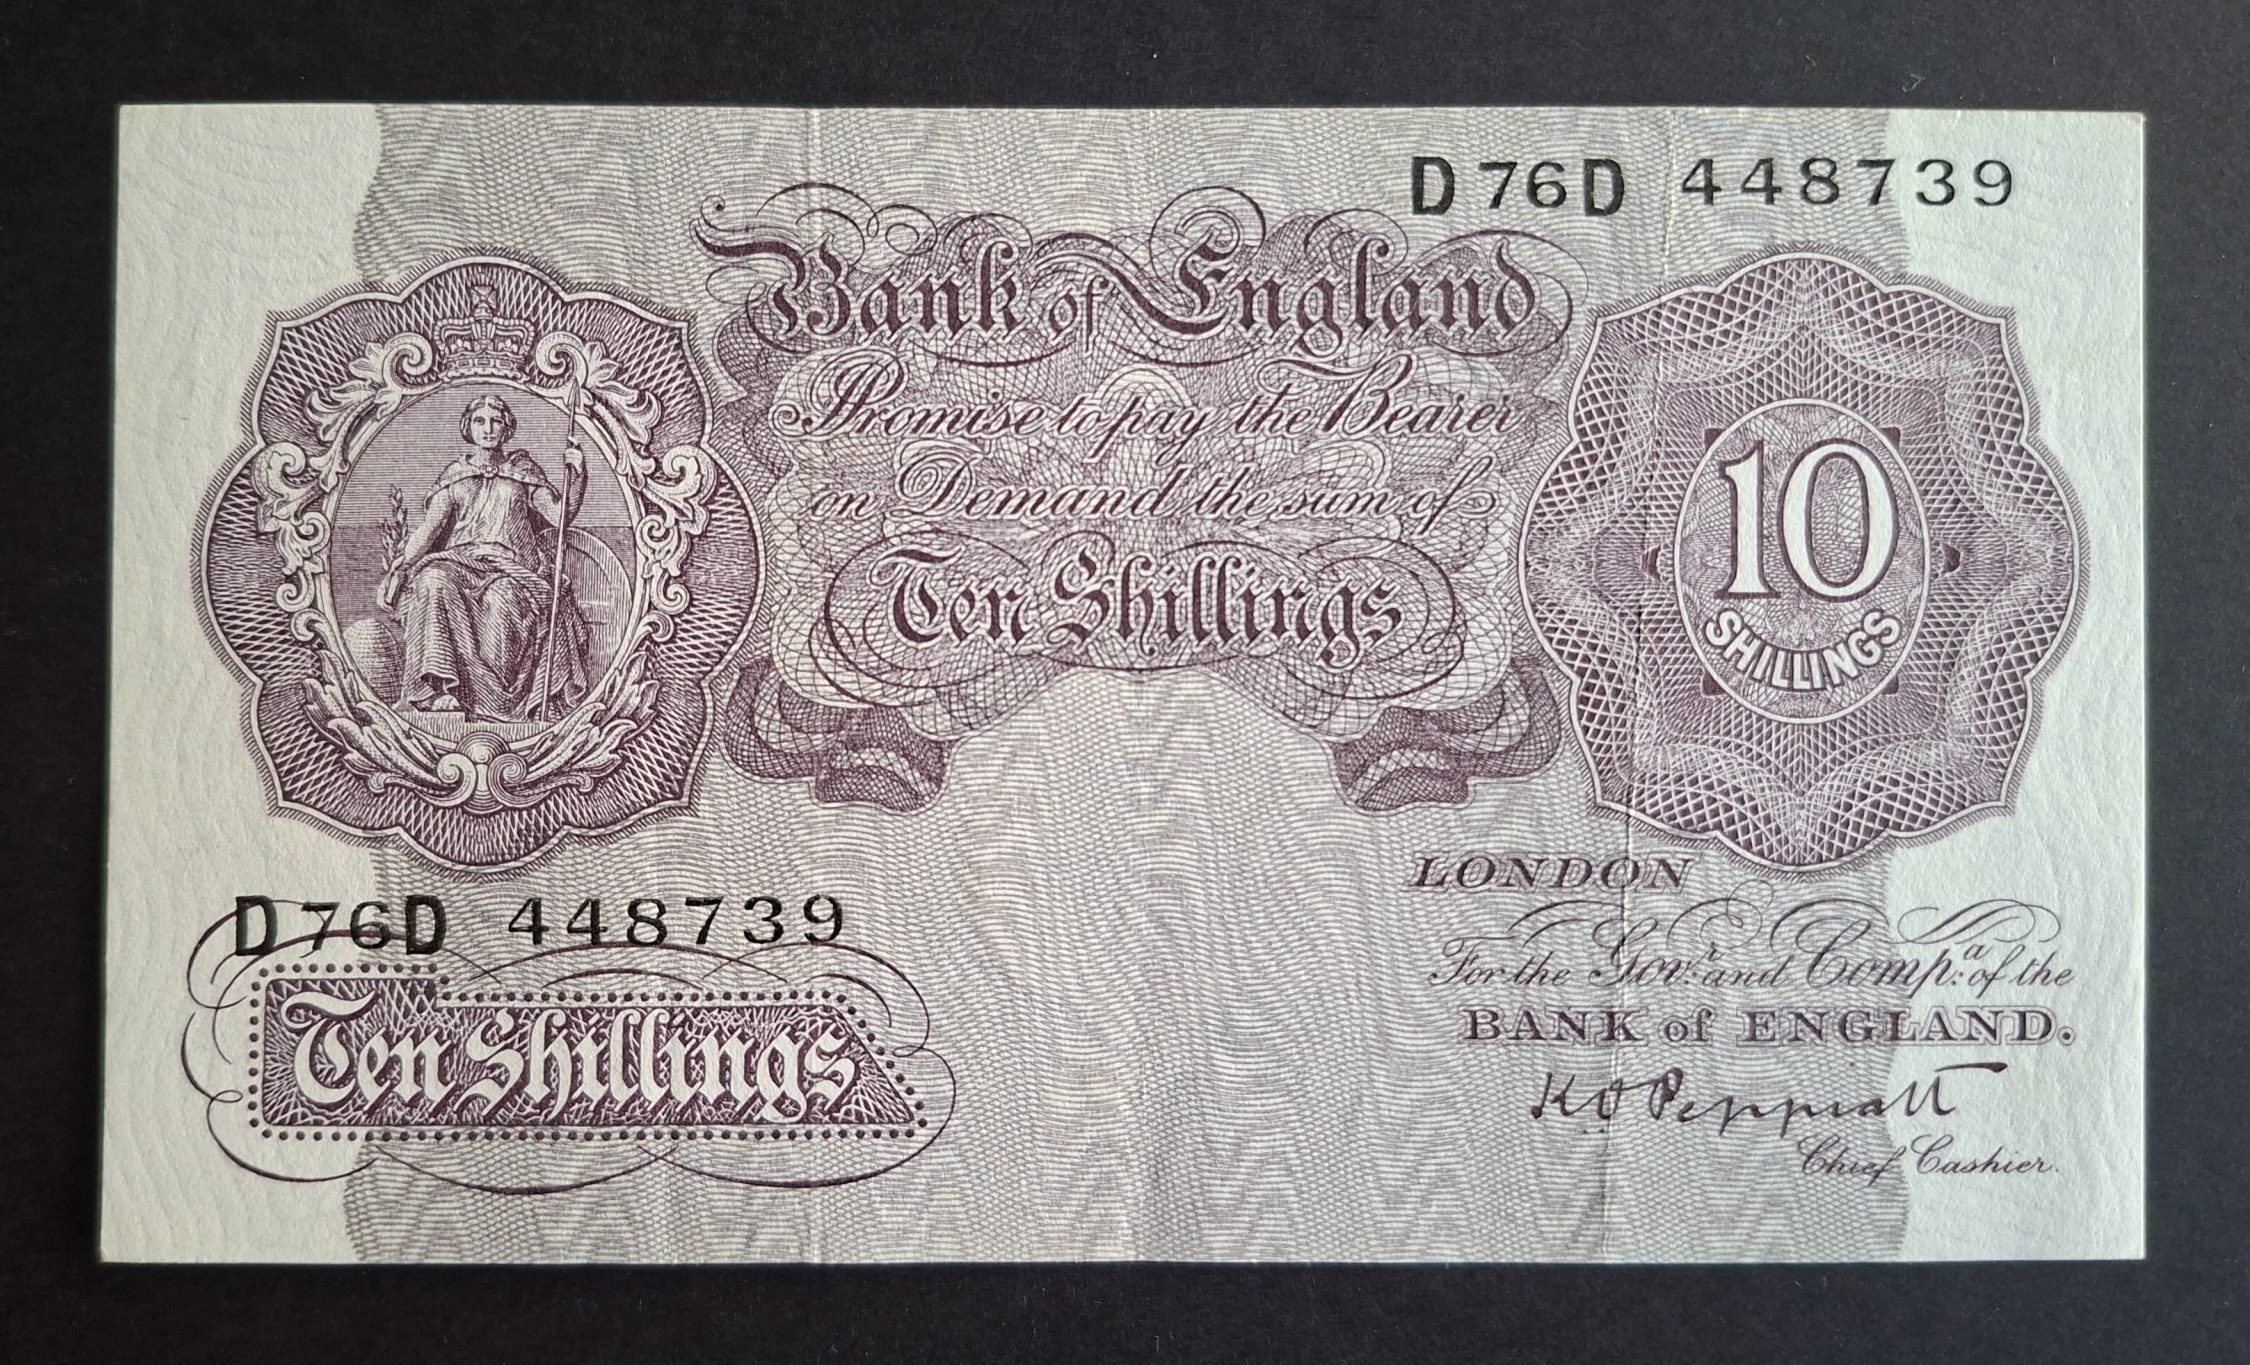 D76D 448739
Bank of England
Promise to pay the Bearer
on Demand the sum of
Ten Shillings
10
SHILLINGS
LONDON
For the Govr. and Compa. of the
BANK of ENGLAND.
K O Peppiatt
Chief Cashier.
D76D 448739
Ten Shillings